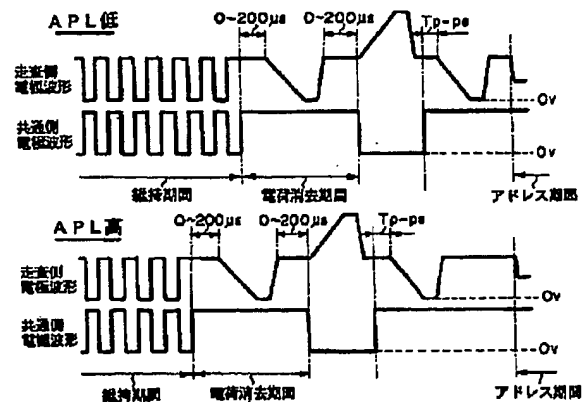 APL低
0~200μs 0~200μs Tp-ps
走査側
電極波形
0v
共通側
電極波形
0v
維持期間 電荷消去期間 アドレス期間
APL高
0~200μs 0~200μs Tp-ps
走査側
電極波形
0v
共通側
電極波形
0v
維持期間 電荷消去期間 アドレス期間